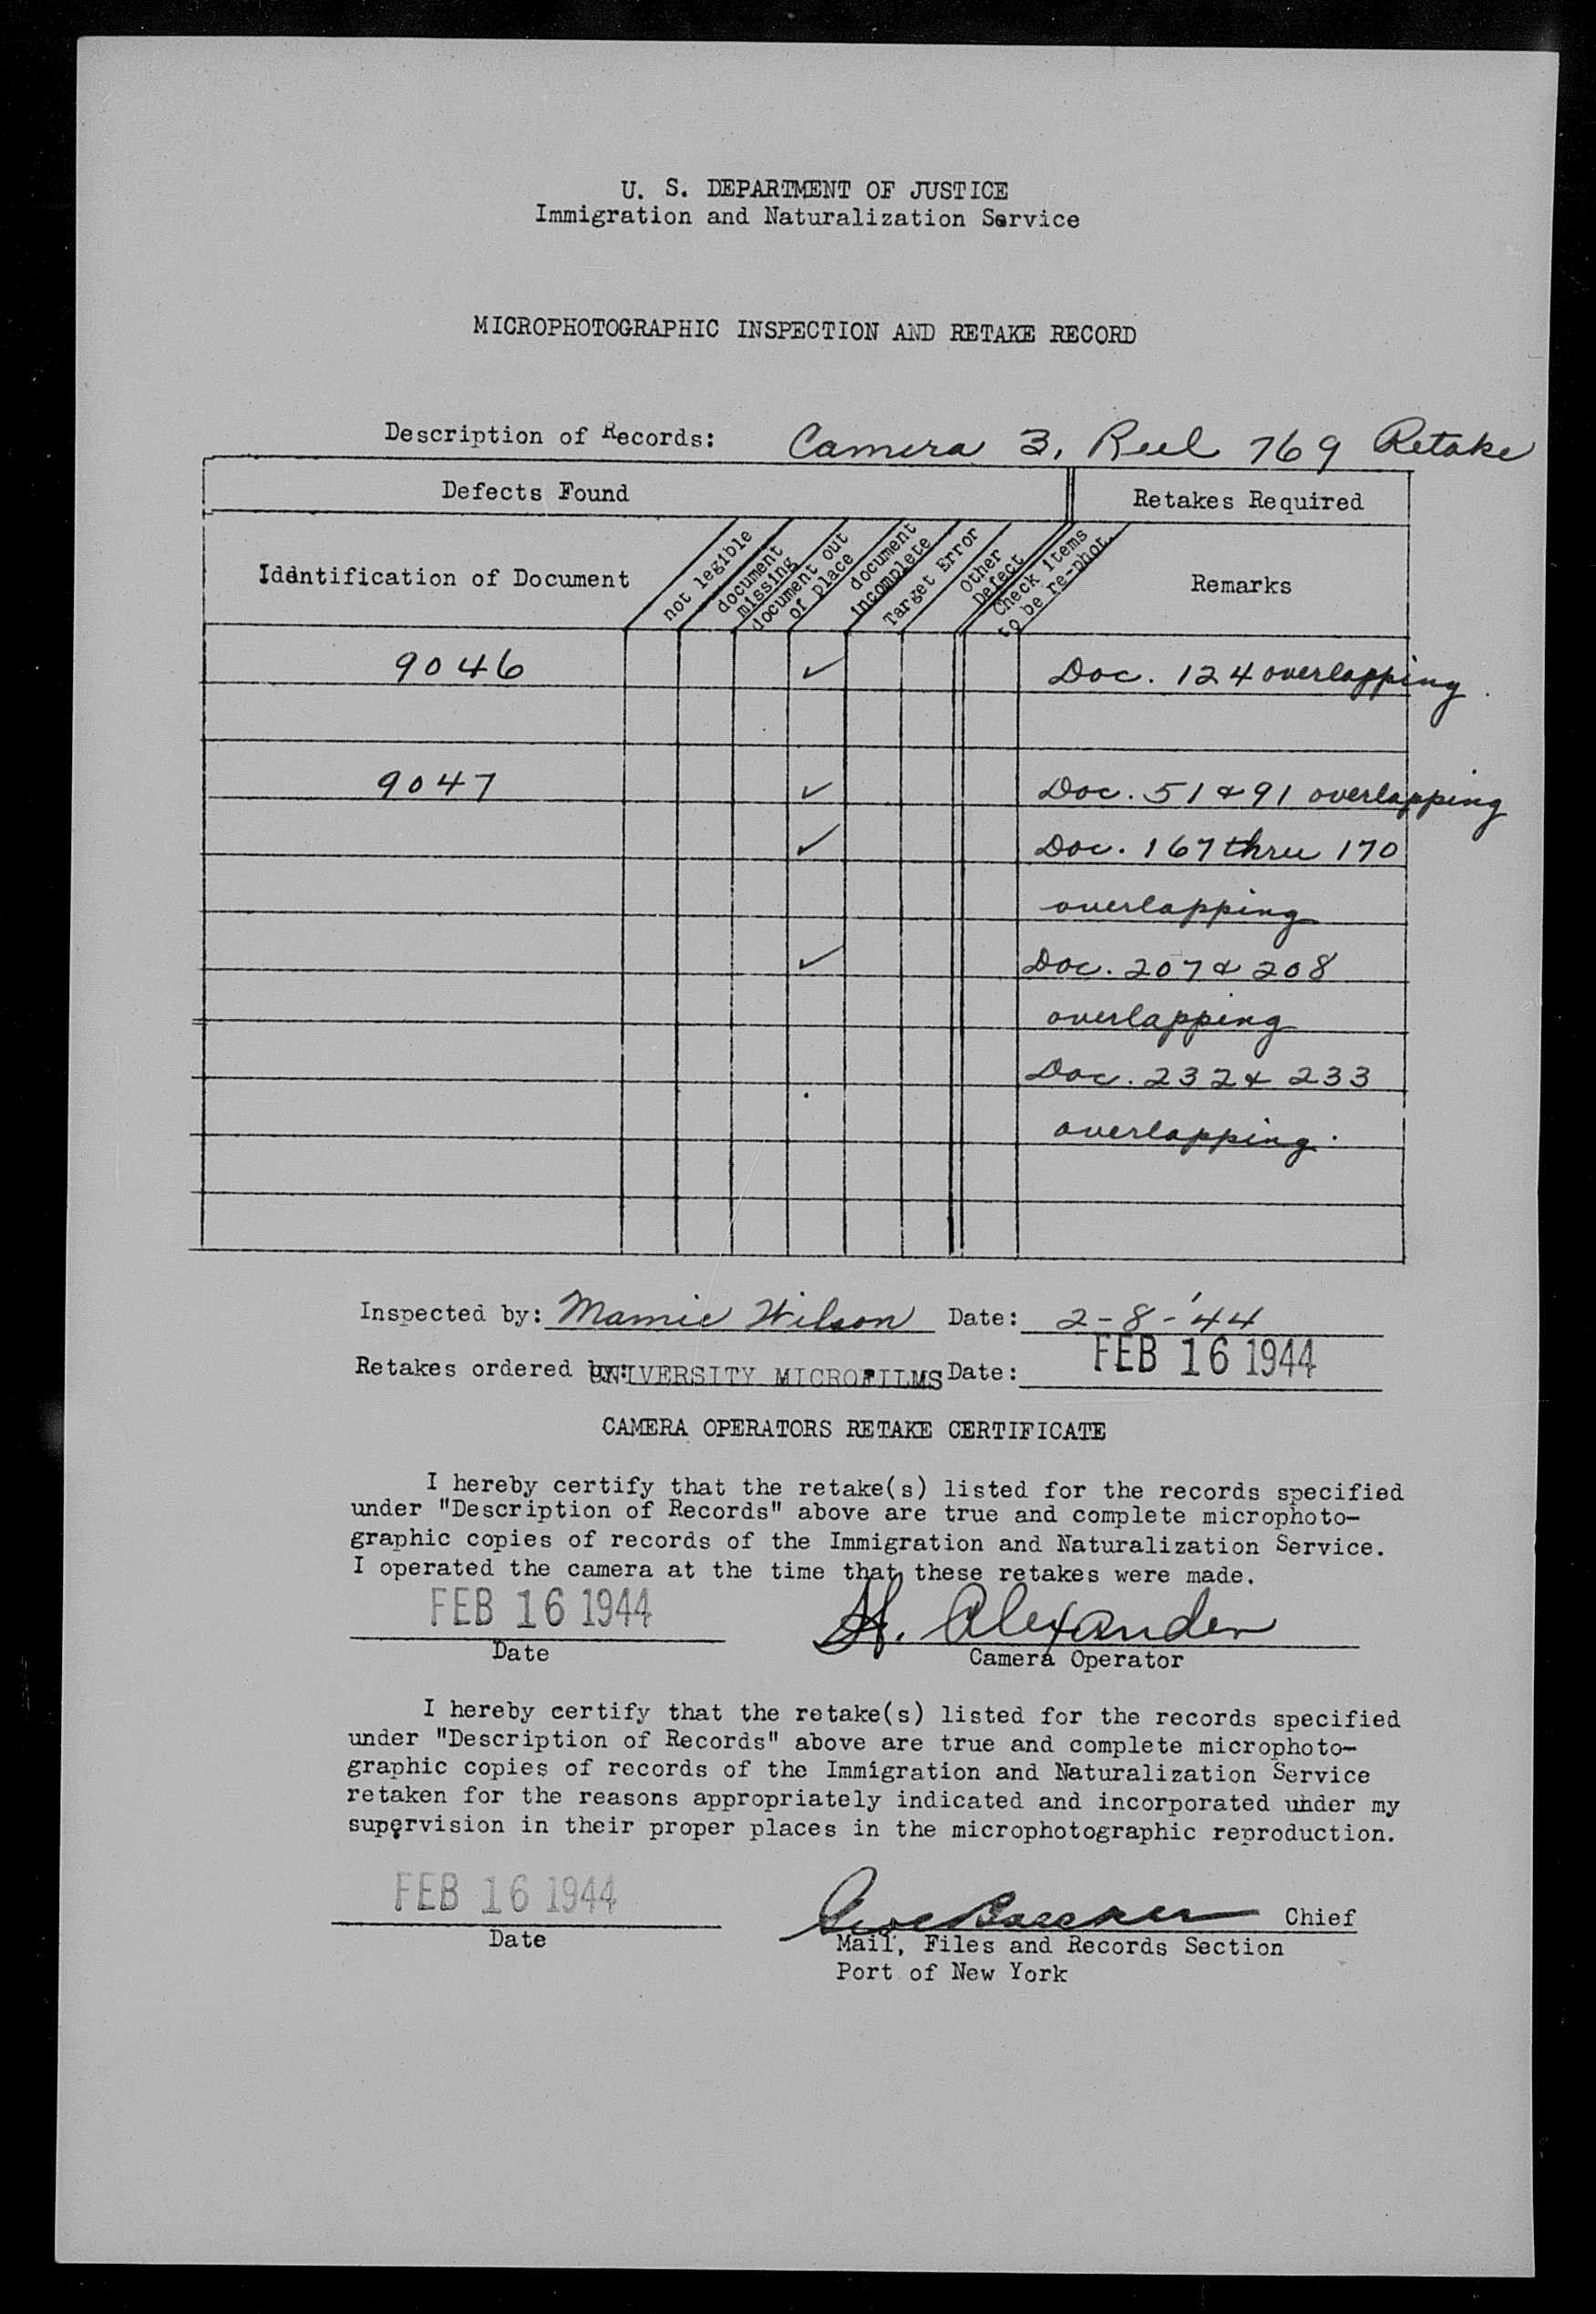 U. S. DEPARTMENT OF JUSTICE
Immigration and Naturalization Service
MICROPHOTOGRAPHIC INSPECTION AND RETAKE RECORD
Description of Records: Camera 3, Reel 769 Retake
Defects Found
Retakes Required
Identification of Document
not legible
document missing
document out of place
document incomplete
Target Error
Other Defect
Check items to be re-phot.
Remarks
9046 ✓ Doc. 124 overlapping
9047 ✓ Doc. 51 & 91 overlapping
✓ Doc. 167 thru 170
overlapping
✓ Doc. 207 & 208
overlapping
Doc. 232 & 233
overlapping.
Inspected by: Mamie Wilson Date: 2-8-'44
Retakes ordered by: UNIVERSITY MICROFILMS Date: FEB 16 1944
CAMERA OPERATORS RETAKE CERTIFICATE
I hereby certify that the retake(s) listed for the records specified
under "Description of Records" above are true and complete microphoto-
graphic copies of records of the Immigration and Naturalization Service.
I operated the camera at the time that these retakes were made.
FEB 16 1944 H. Alexander
Date Camera Operator
I hereby certify that the retake(s) listed for the records specified
under "Description of Records" above are true and complete microphoto-
graphic copies of records of the Immigration and Naturalization Service
retaken for the reasons appropriately indicated and incorporated under my
supervision in their proper places in the microphotographic reproduction.
FEB 16 1944 Chief
Date Mail, Files and Records Section
Port of New York